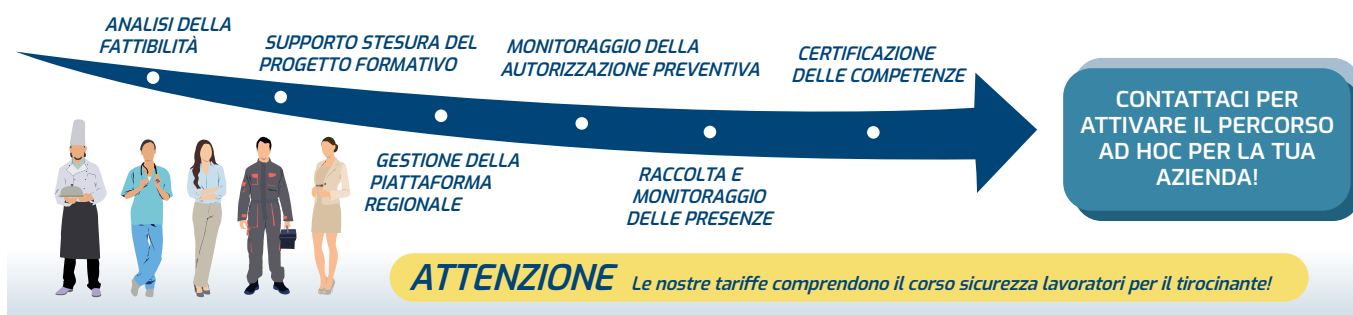 ANALISI DELLA
FATTIBILITÀ
SUPPORTO STESURA DEL
PROGETTO FORMATIVO
GESTIONE DELLA
PIATTAFORMA
REGIONALE
MONITORAGGIO DELLA
AUTORIZZAZIONE PREVENTIVA
RACCOLTA E
MONITORAGGIO
DELLE PRESENZE
CERTIFICAZIONE
DELLE COMPETENZE
CONTATTACI PER
ATTIVARE IL PERCORSO
AD HOC PER LA TUA
AZIENDA!
ATTENZIONE Le nostre tariffe comprendono il corso sicurezza lavoratori per il tirocinante!